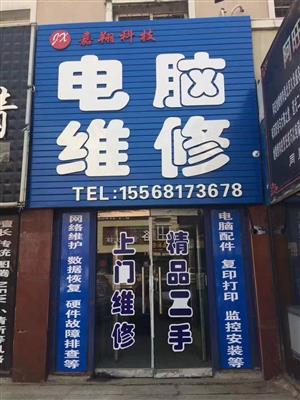 JX 嘉翔科技
电脑
维修
TEL:15568173678
网络维护 数据恢复 硬件故障排查等
上门维修
精品二手
电脑配件 复印打印 监控安装等